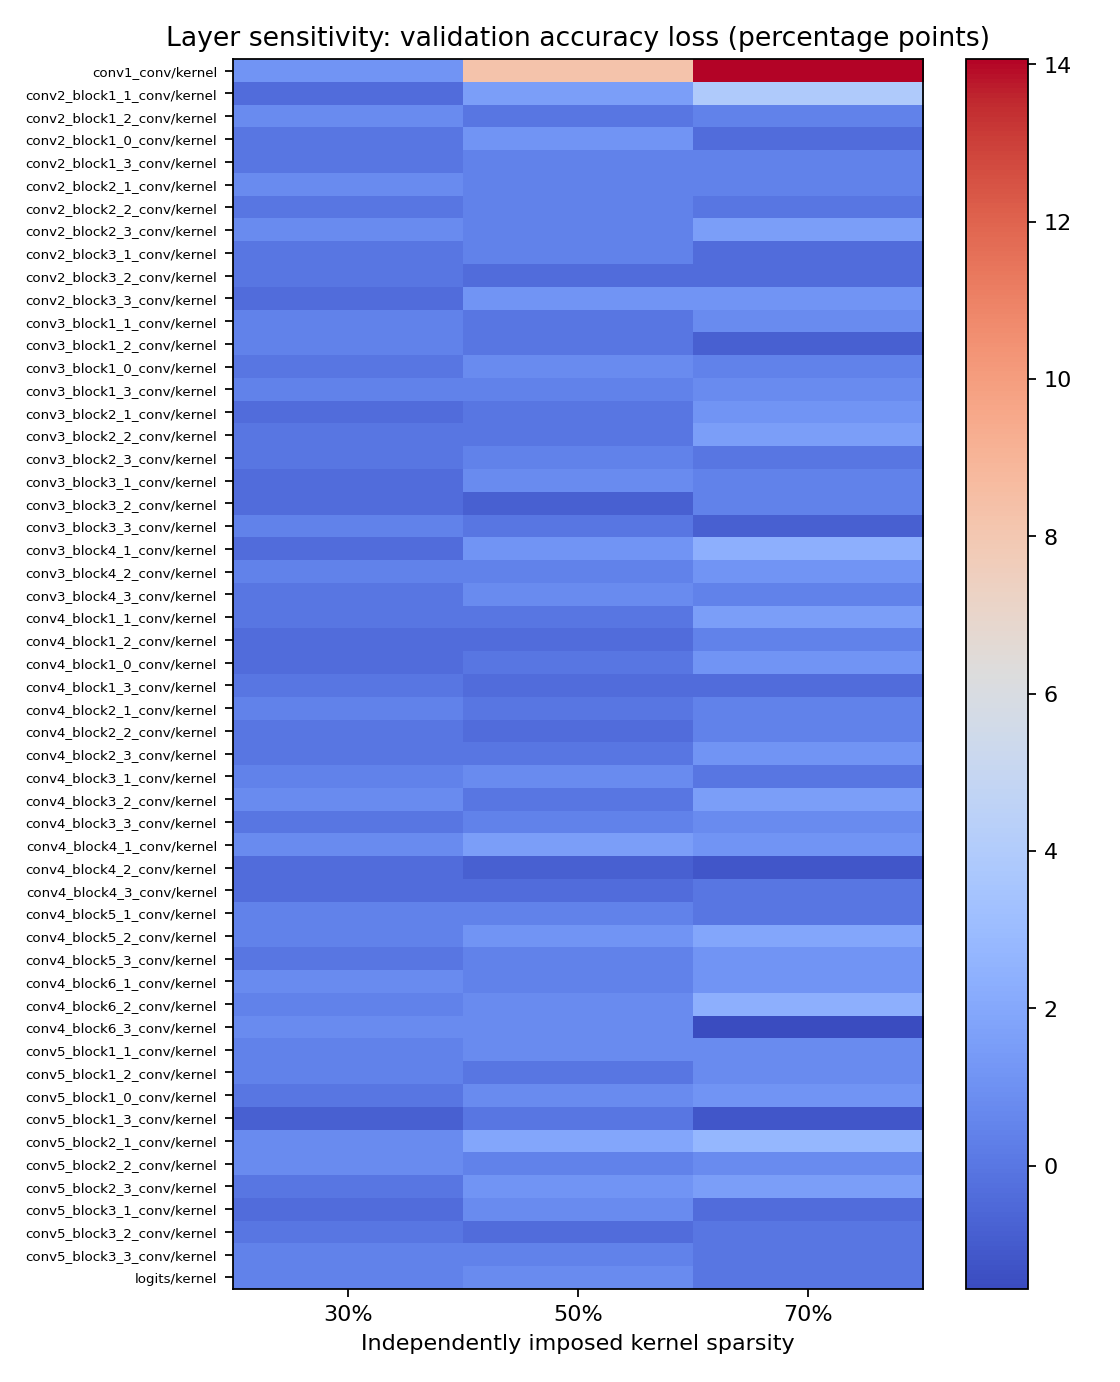 Layer sensitivity: validation accuracy loss (percentage points)
conv1_conv/kernel
conv2_block1_1_conv/kernel
conv2_block1_2_conv/kernel
conv2_block1_0_conv/kernel
conv2_block1_3_conv/kernel
conv2_block2_1_conv/kernel
conv2_block2_2_conv/kernel
conv2_block2_3_conv/kernel
conv2_block3_1_conv/kernel
conv2_block3_2_conv/kernel
conv2_block3_3_conv/kernel
conv3_block1_1_conv/kernel
conv3_block1_2_conv/kernel
conv3_block1_0_conv/kernel
conv3_block1_3_conv/kernel
conv3_block2_1_conv/kernel
conv3_block2_2_conv/kernel
conv3_block2_3_conv/kernel
conv3_block3_1_conv/kernel
conv3_block3_2_conv/kernel
conv3_block3_3_conv/kernel
conv3_block4_1_conv/kernel
conv3_block4_2_conv/kernel
conv3_block4_3_conv/kernel
conv4_block1_1_conv/kernel
conv4_block1_2_conv/kernel
conv4_block1_0_conv/kernel
conv4_block1_3_conv/kernel
conv4_block2_1_conv/kernel
conv4_block2_2_conv/kernel
conv4_block2_3_conv/kernel
conv4_block3_1_conv/kernel
conv4_block3_2_conv/kernel
conv4_block3_3_conv/kernel
conv4_block4_1_conv/kernel
conv4_block4_2_conv/kernel
conv4_block4_3_conv/kernel
conv4_block5_1_conv/kernel
conv4_block5_2_conv/kernel
conv4_block5_3_conv/kernel
conv4_block6_1_conv/kernel
conv4_block6_2_conv/kernel
conv4_block6_3_conv/kernel
conv5_block1_1_conv/kernel
conv5_block1_2_conv/kernel
conv5_block1_0_conv/kernel
conv5_block1_3_conv/kernel
conv5_block2_1_conv/kernel
conv5_block2_2_conv/kernel
conv5_block2_3_conv/kernel
conv5_block3_1_conv/kernel
conv5_block3_2_conv/kernel
conv5_block3_3_conv/kernel
logits/kernel
30% 50% 70%
Independently imposed kernel sparsity
14
12
10
8
6
4
2
0